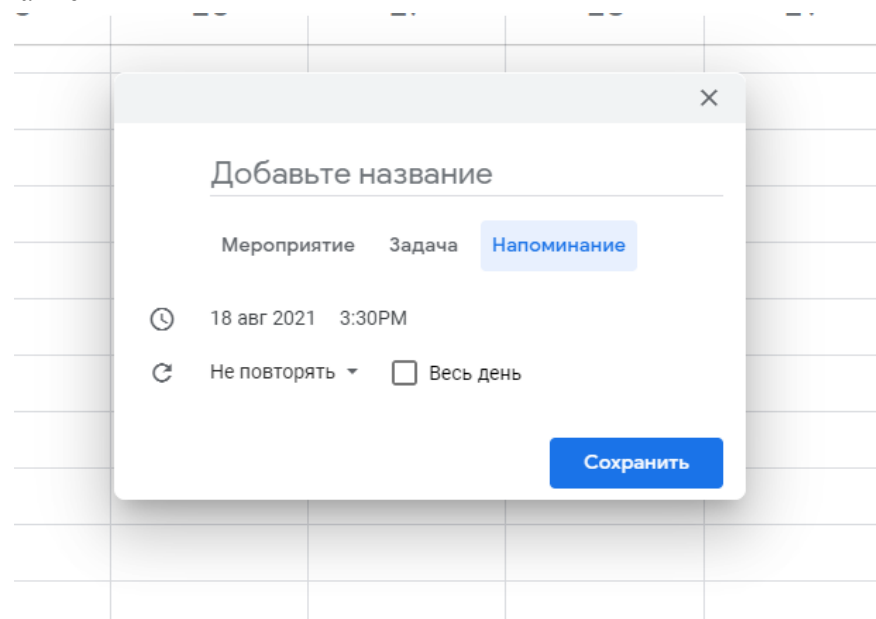 Добавьте название
Мероприятие Задача Напоминание
18 авг 2021 3:30PM
Не повторять Весь день
Сохранить